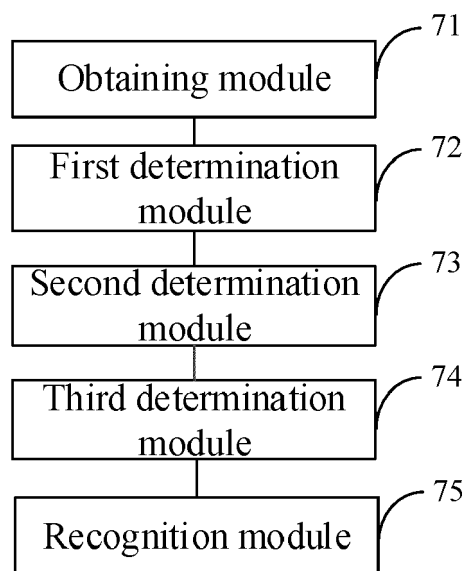 71
Obtaining module
72
First determination
module
73
Second determination
module
74
Third determination
module
75
Recognition module